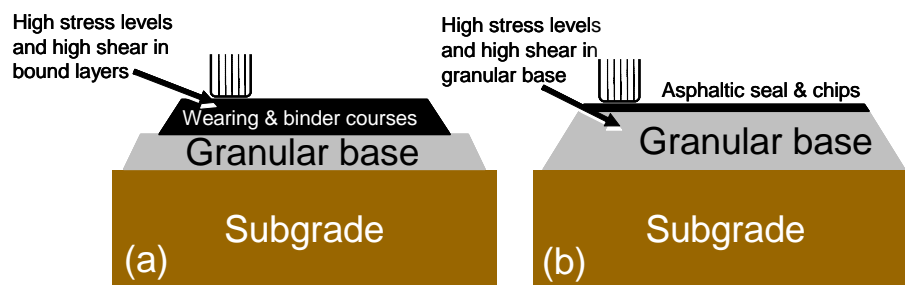 High stress levels
and high shear in
bound layers
Wearing & binder courses
Granular base
Subgrade
(a)
High stress levels
and high shear in
granular base
Asphaltic seal & chips
Granular base
Subgrade
(b)